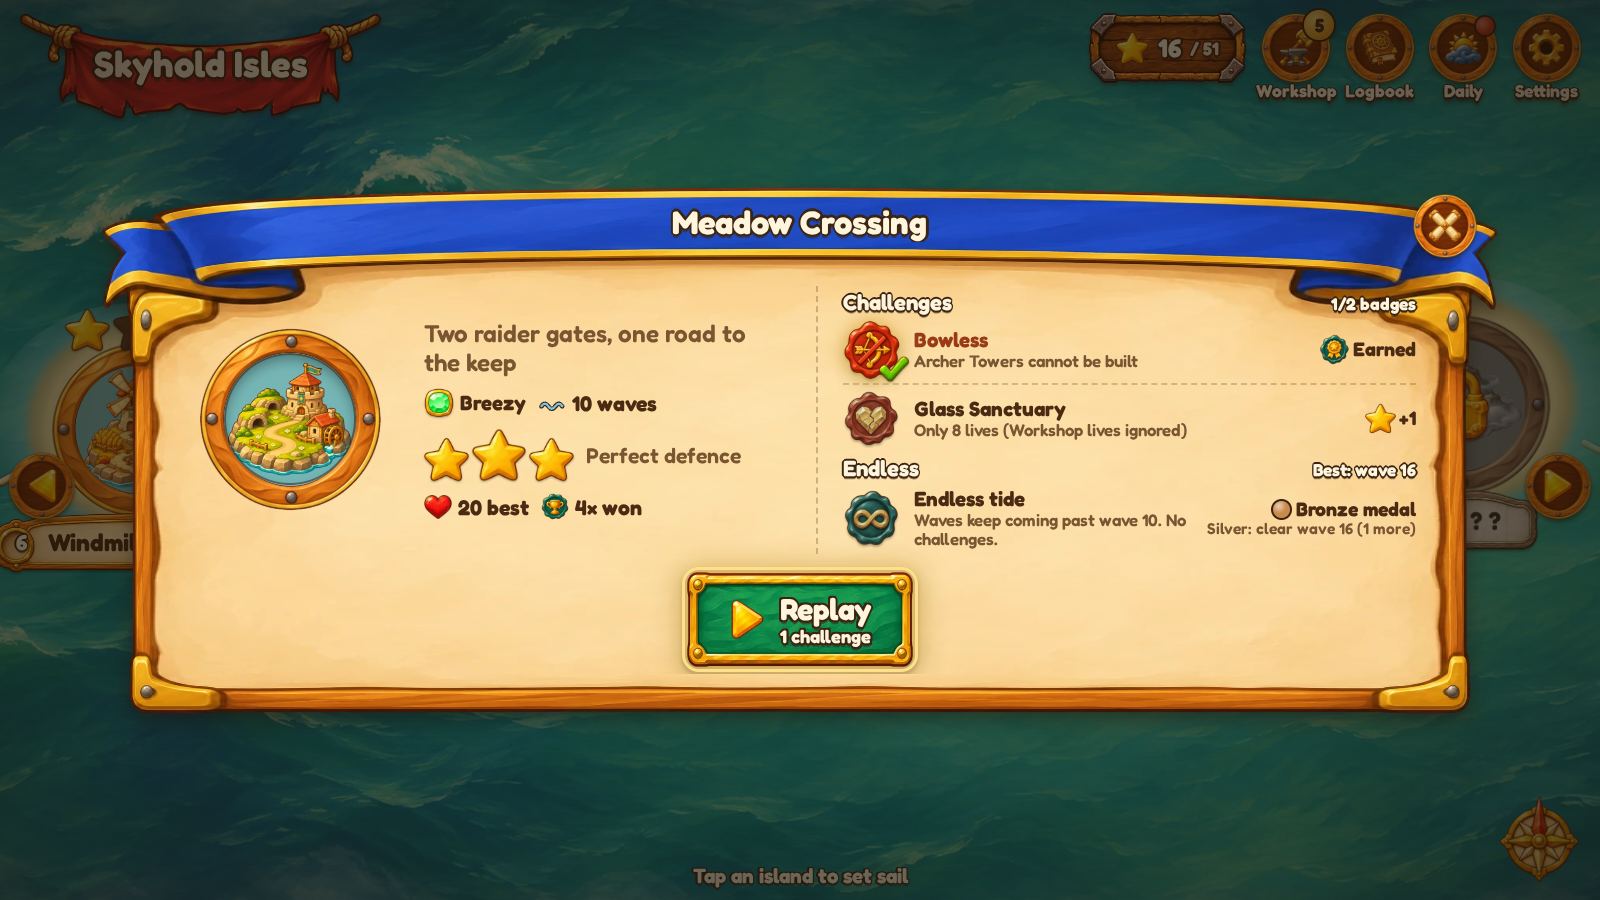 Skyhold Isles
16 / 51
5
Workshop
Logbook
Daily
Settings
Meadow Crossing
Two raider gates, one road to
the keep
Breezy
10 waves
Perfect defence
20 best
4x won
Challenges
1/2 badges
Bowless
Archer Towers cannot be built
Earned
Glass Sanctuary
Only 8 lives (Workshop lives ignored)
+1
Endless
Best: wave 16
Endless tide
Waves keep coming past wave 10. No
challenges.
Bronze medal
Silver: clear wave 16 (1 more)
6
Windmil
? ?
Replay
1 challenge
Tap an island to set sail